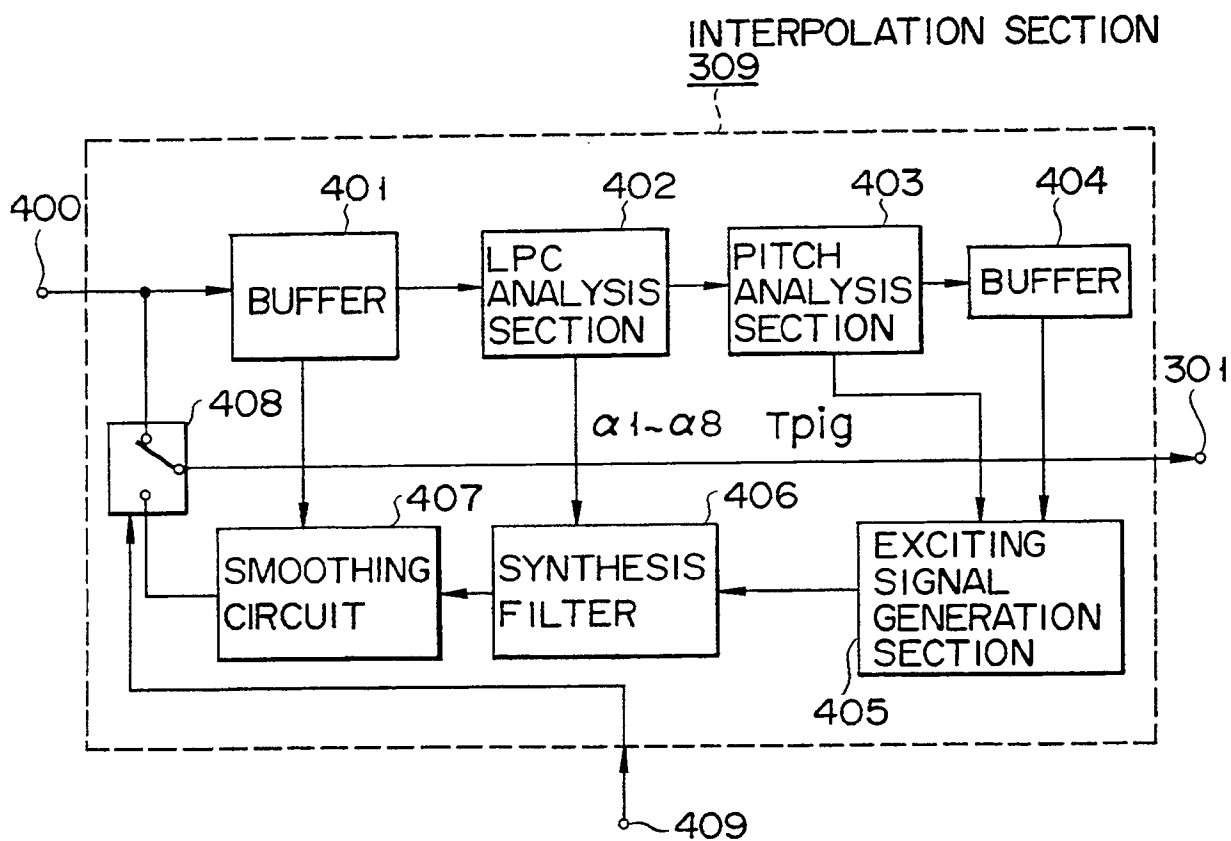 INTERPOLATION SECTION
309
400
401
BUFFER
402
LPC
ANALYSIS
SECTION
403
PITCH
ANALYSIS
SECTION
404
BUFFER
301
408
α1~α8 Tpig
407
SMOOTHING
CIRCUIT
406
SYNTHESIS
FILTER
EXCITING
SIGNAL
GENERATION
SECTION
405
409